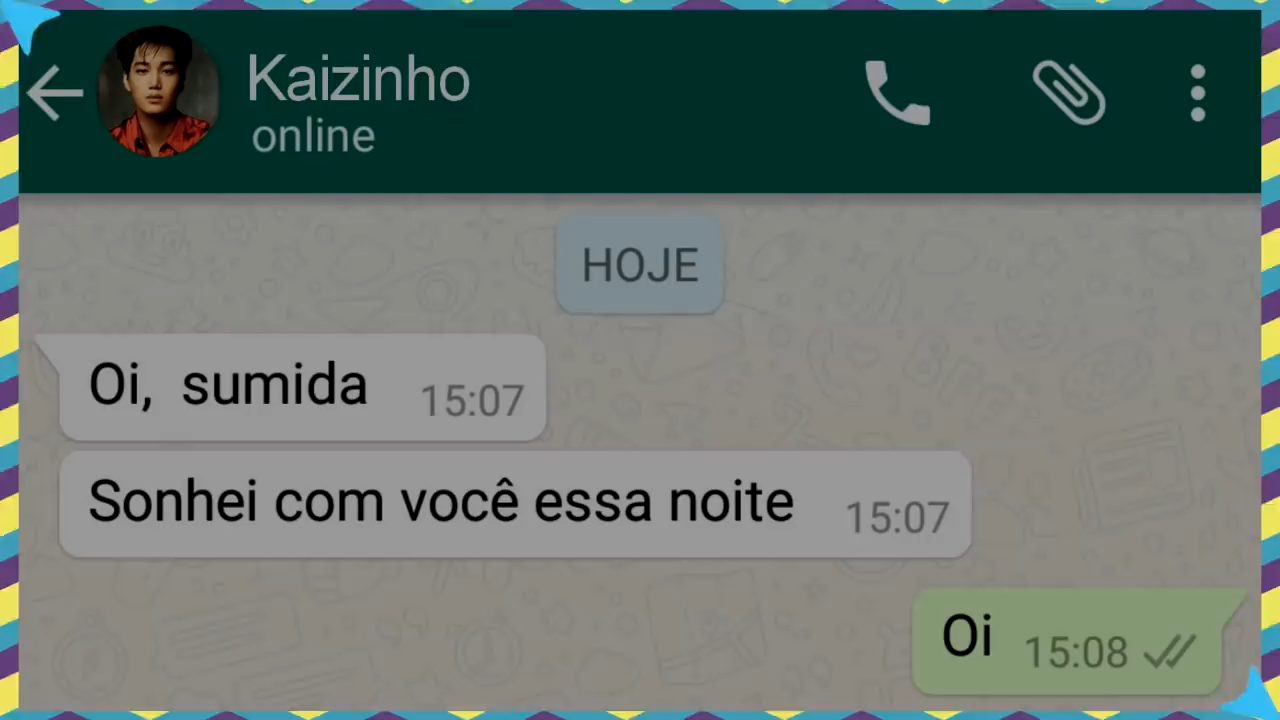 Kaizinho
online
HOJE
Oi, sumida 15:07
Sonhei com você essa noite 15:07
Oi 15:08